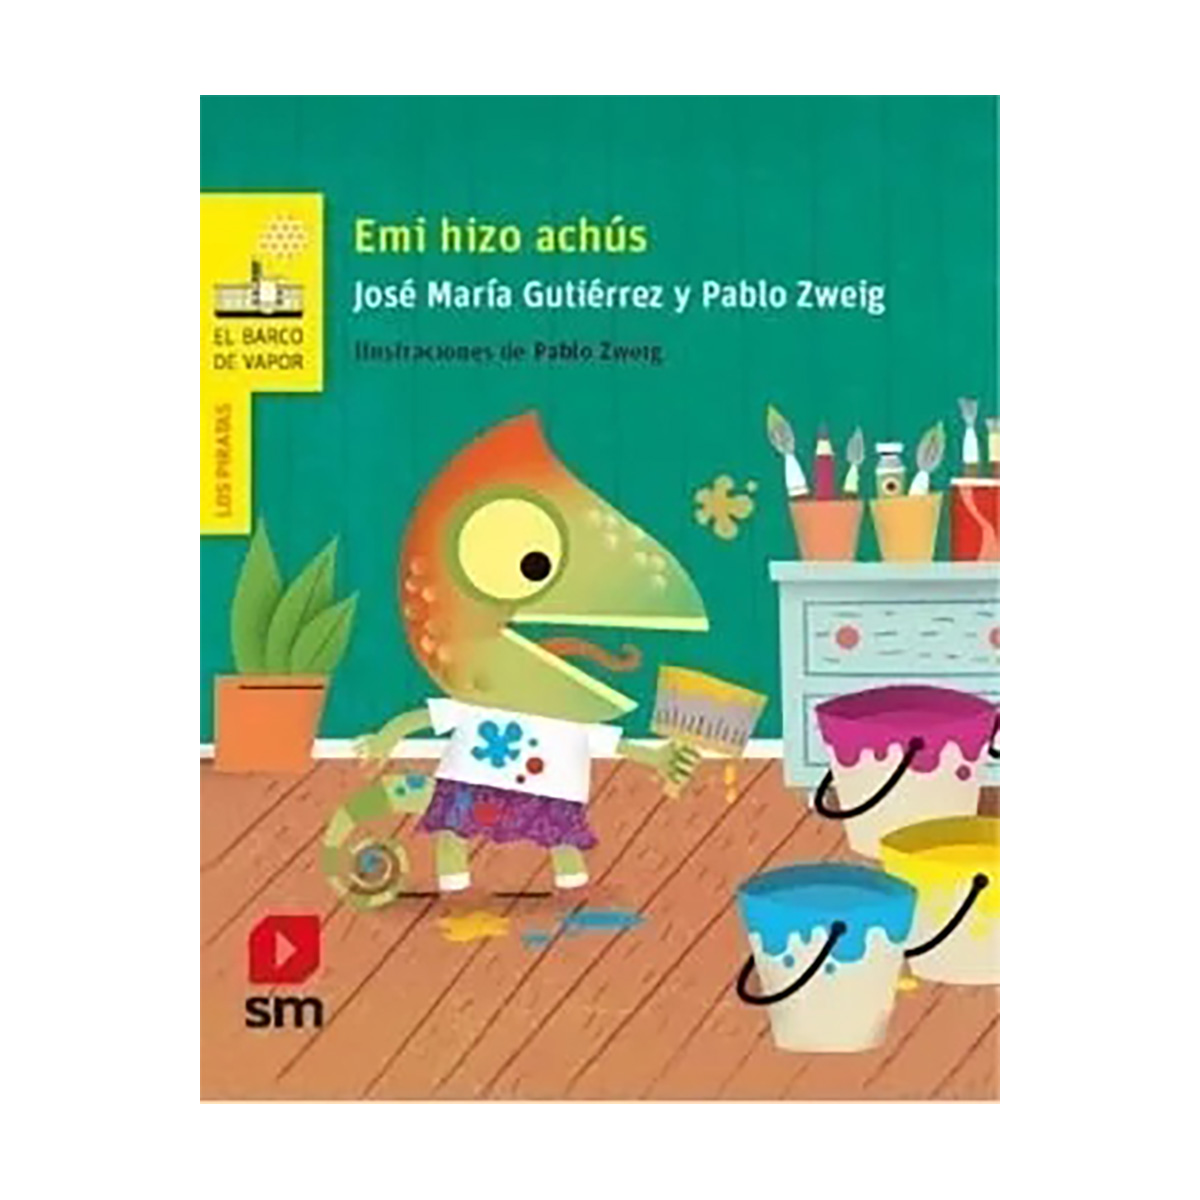 Emi hizo achús
José María Gutiérrez y Pablo Zweig
Ilustraciones de Pablo Zweig
EL BARCO
DE VAPOR
LOS PIRATAS
sm